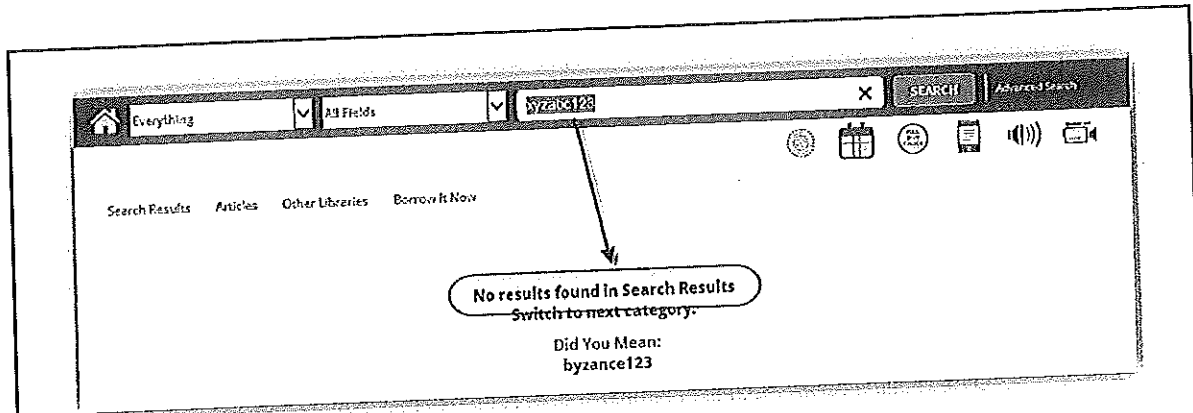 Everything All Fields xyzabc123 X SEARCH Advanced Search
Search Results Articles Other Libraries Borrow It Now
No results found in Search Results
Switch to next category.
Did You Mean:
byzance123